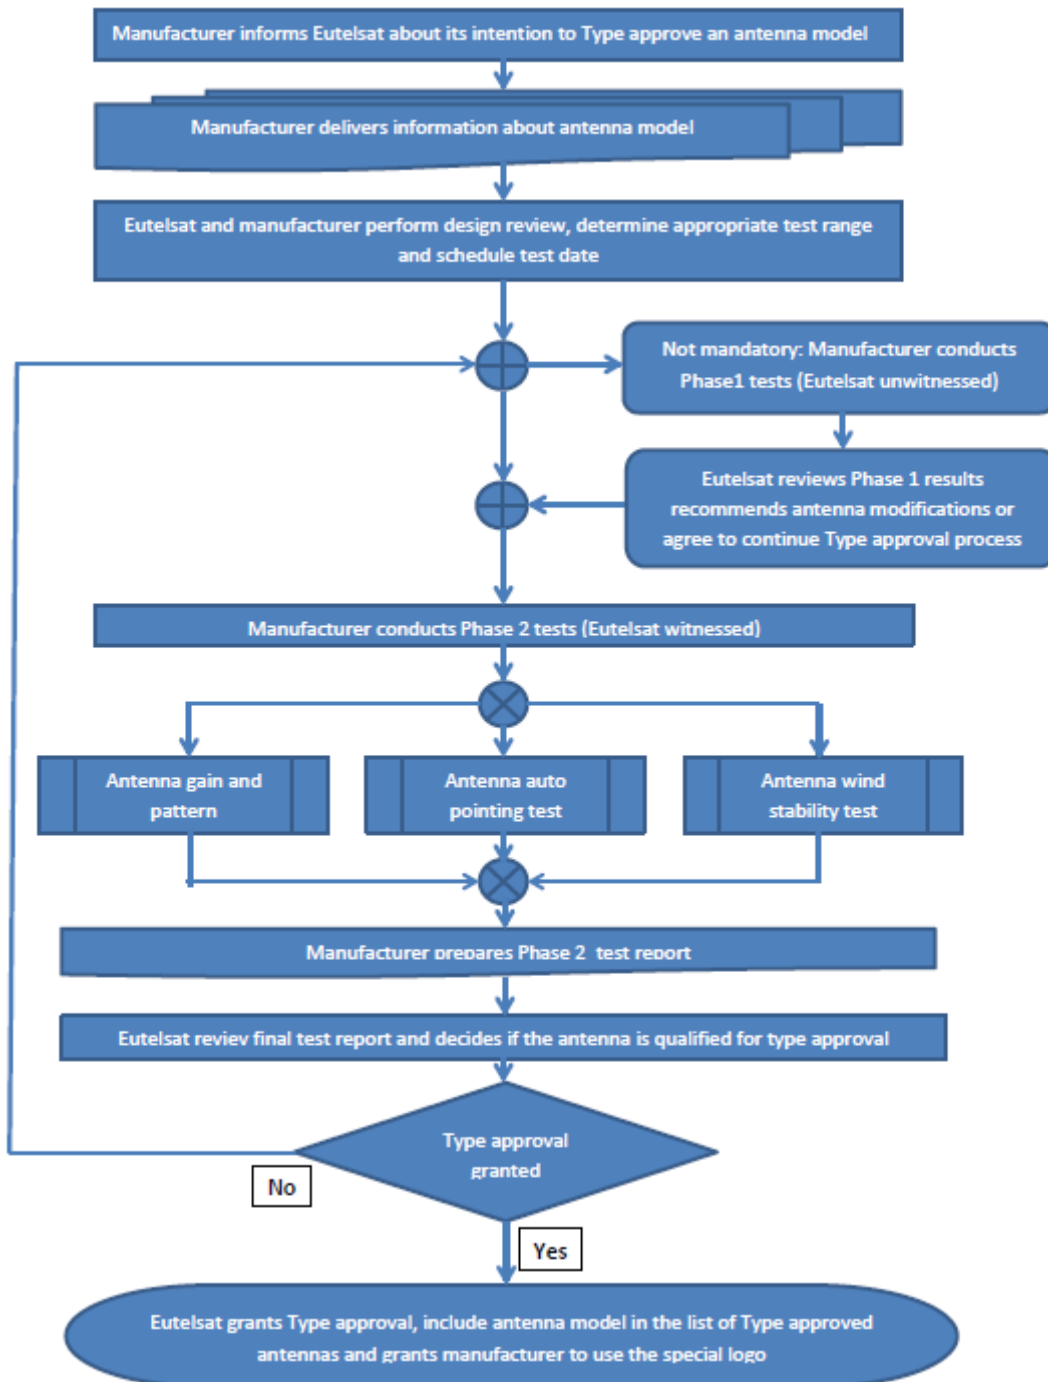 Manufacturer informs Eutelsat about its intention to Type approve an antenna model
Manufacturer delivers information about antenna model
Eutelsat and manufacturer perform design review, determine appropriate test range
and schedule test date
Not mandatory: Manufacturer conducts
Phase1 tests (Eutelsat unwitnessed)
Eutelsat reviews Phase 1 results
recommends antenna modifications or
agree to continue Type approval process
Manufacturer conducts Phase 2 tests (Eutelsat witnessed)
Antenna gain and
pattern
Antenna auto
pointing test
Antenna wind
stability test
Manufacturer prepares Phase 2 test report
Eutelsat reviev final test report and decides if the antenna is qualified for type approval
Type approval
granted
No
Yes
Eutelsat grants Type approval, include antenna model in the list of Type approved
antennas and grants manufacturer to use the special logo